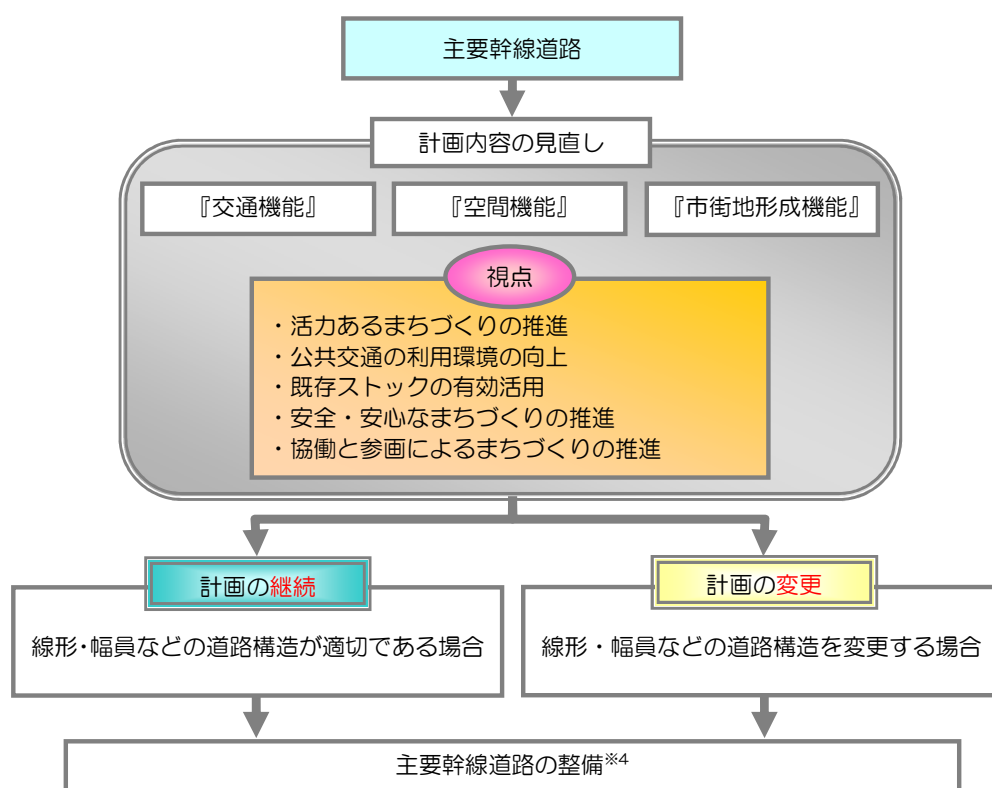 主要幹線道路
計画内容の見直し
『交通機能』
『空間機能』
『市街地形成機能』
視点
・活力あるまちづくりの推進
・公共交通の利用環境の向上
・既存ストックの有効活用
・安全・安心なまちづくりの推進
・協働と参画によるまちづくりの推進
計画の継続
線形・幅員などの道路構造が適切である場合
計画の変更
線形・幅員などの道路構造を変更する場合
主要幹線道路の整備※4